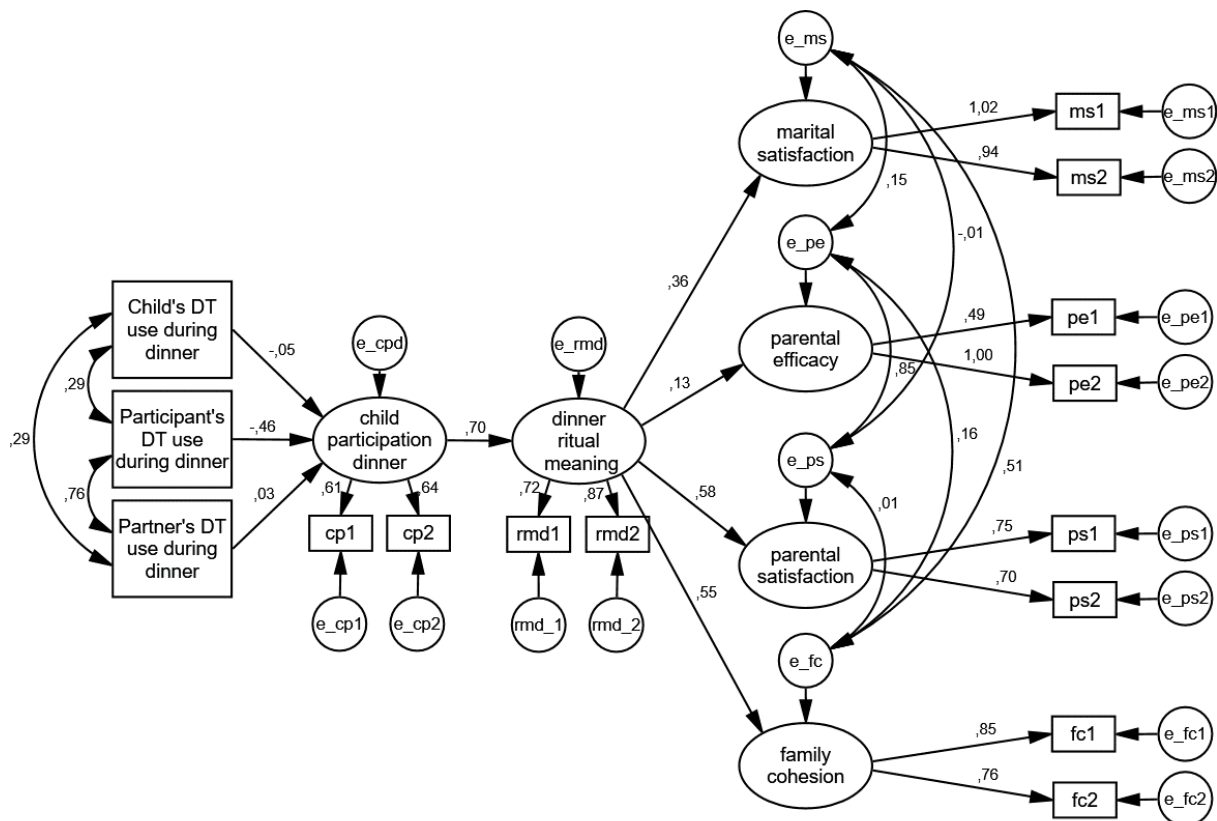 e_ms
marital
satisfaction
1,02
,94
ms1
e_ms1
ms2
e_ms2
,15
-,01
e_pe
,36
,13
parental
efficacy
,49
1,00
pe1
e_pe1
pe2
e_pe2
,85
,16
,51
Child's DT
use during
dinner
Participant's
DT use
during dinner
Partner's DT
use during
dinner
,29
,29
,76
-,05
-,46
,03
e_cpd
child
participation
dinner
,61
,64
cp1
cp2
e_cp1
e_cp2
,70
e_rmd
dinner
ritual
meaning
,72
,87
rmd1
rmd2
rmd_1
rmd_2
,58
,55
e_ps
,01
parental
satisfaction
,75
,70
ps1
e_ps1
ps2
e_ps2
e_fc
family
cohesion
,85
,76
fc1
e_fc1
fc2
e_fc2